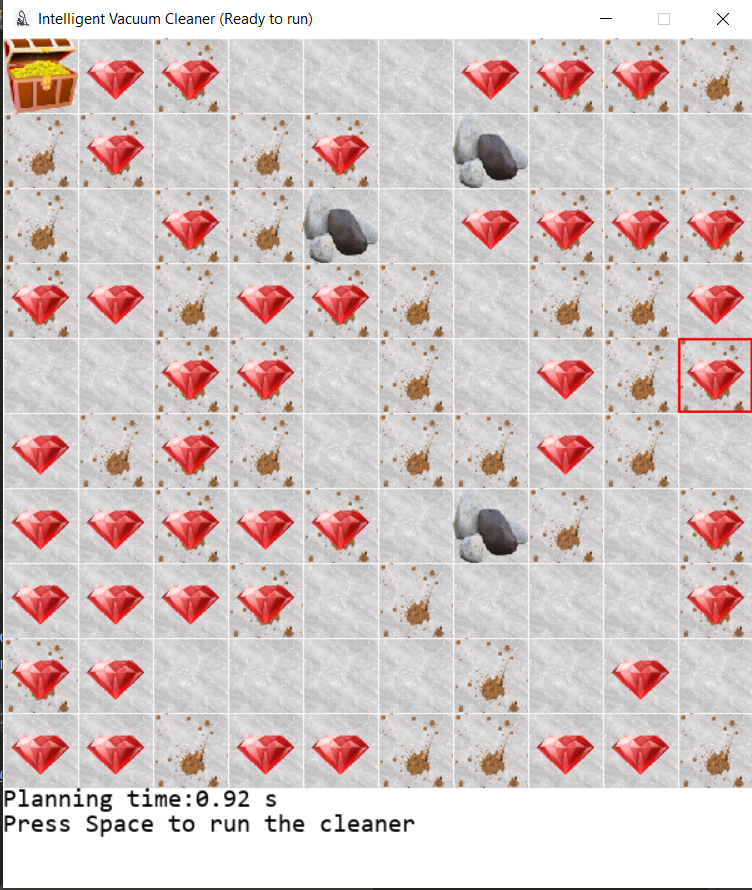 Intelligent Vacuum Cleaner (Ready to run)
Planning time:0.92 s
Press Space to run the cleaner